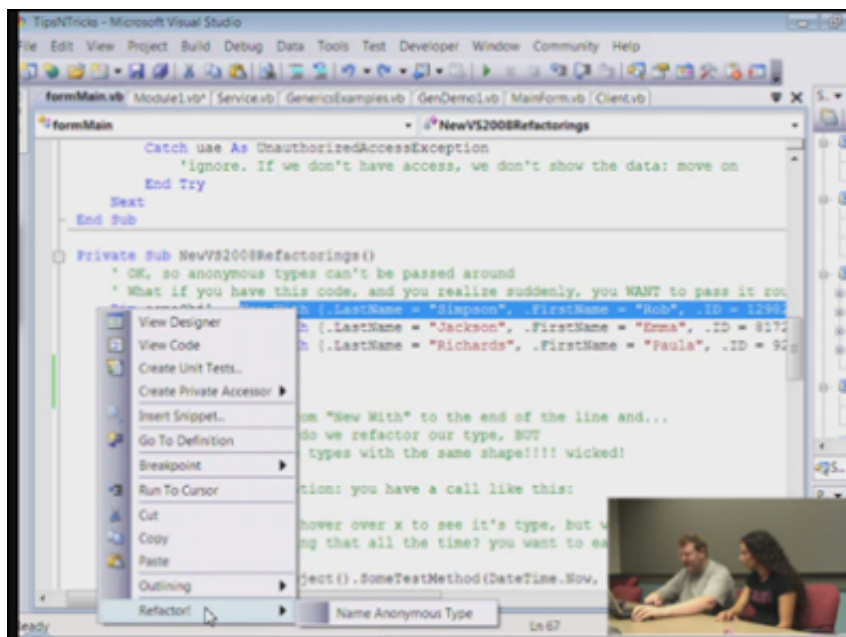 TipsNTricks - Microsoft Visual Studio
File Edit View Project Build Debug Data Tools Test Developer Window Community Help
formMain.vb Module1.vb* Service.vb GenericsExamples.vb GenDemo1.vb MainForm.vb Client.vb
S..
formMain NewVS2008Refactorings
Catch uae As UnauthorizedAccessException
'ignore. If we don't have access, we don't show the data: move on
End Try
Next
End Sub
Private Sub NewVS2008Refactorings()
' OK, so anonymous types can't be passed around
' What if you have this code, and you realize suddenly, you WANT to pass it rou
New With {.LastName = "Simpson", .FirstName = "Rob", .ID = 12982
h {.LastName = "Jackson", .FirstName = "Emma", .ID = 8172
h {.LastName = "Richards", .FirstName = "Paula", .ID = 92
View Designer
View Code
Create Unit Tests..
Create Private Accessor
Insert Snippet..
om "New With" to the end of the line and...
Go To Definition
do we refactor our type, BUT
types with the same shape!!!! wicked!
Breakpoint
Run To Cursor
tion: you have a call like this:
Cut
Copy
hover over x to see it's type, but w
Paste
ng that all the time? you want to ea
Outlining
ject().SomeTestMethod(DateTime.Now,
Refactor!
Name Anonymous Type
Ready
Ln 67